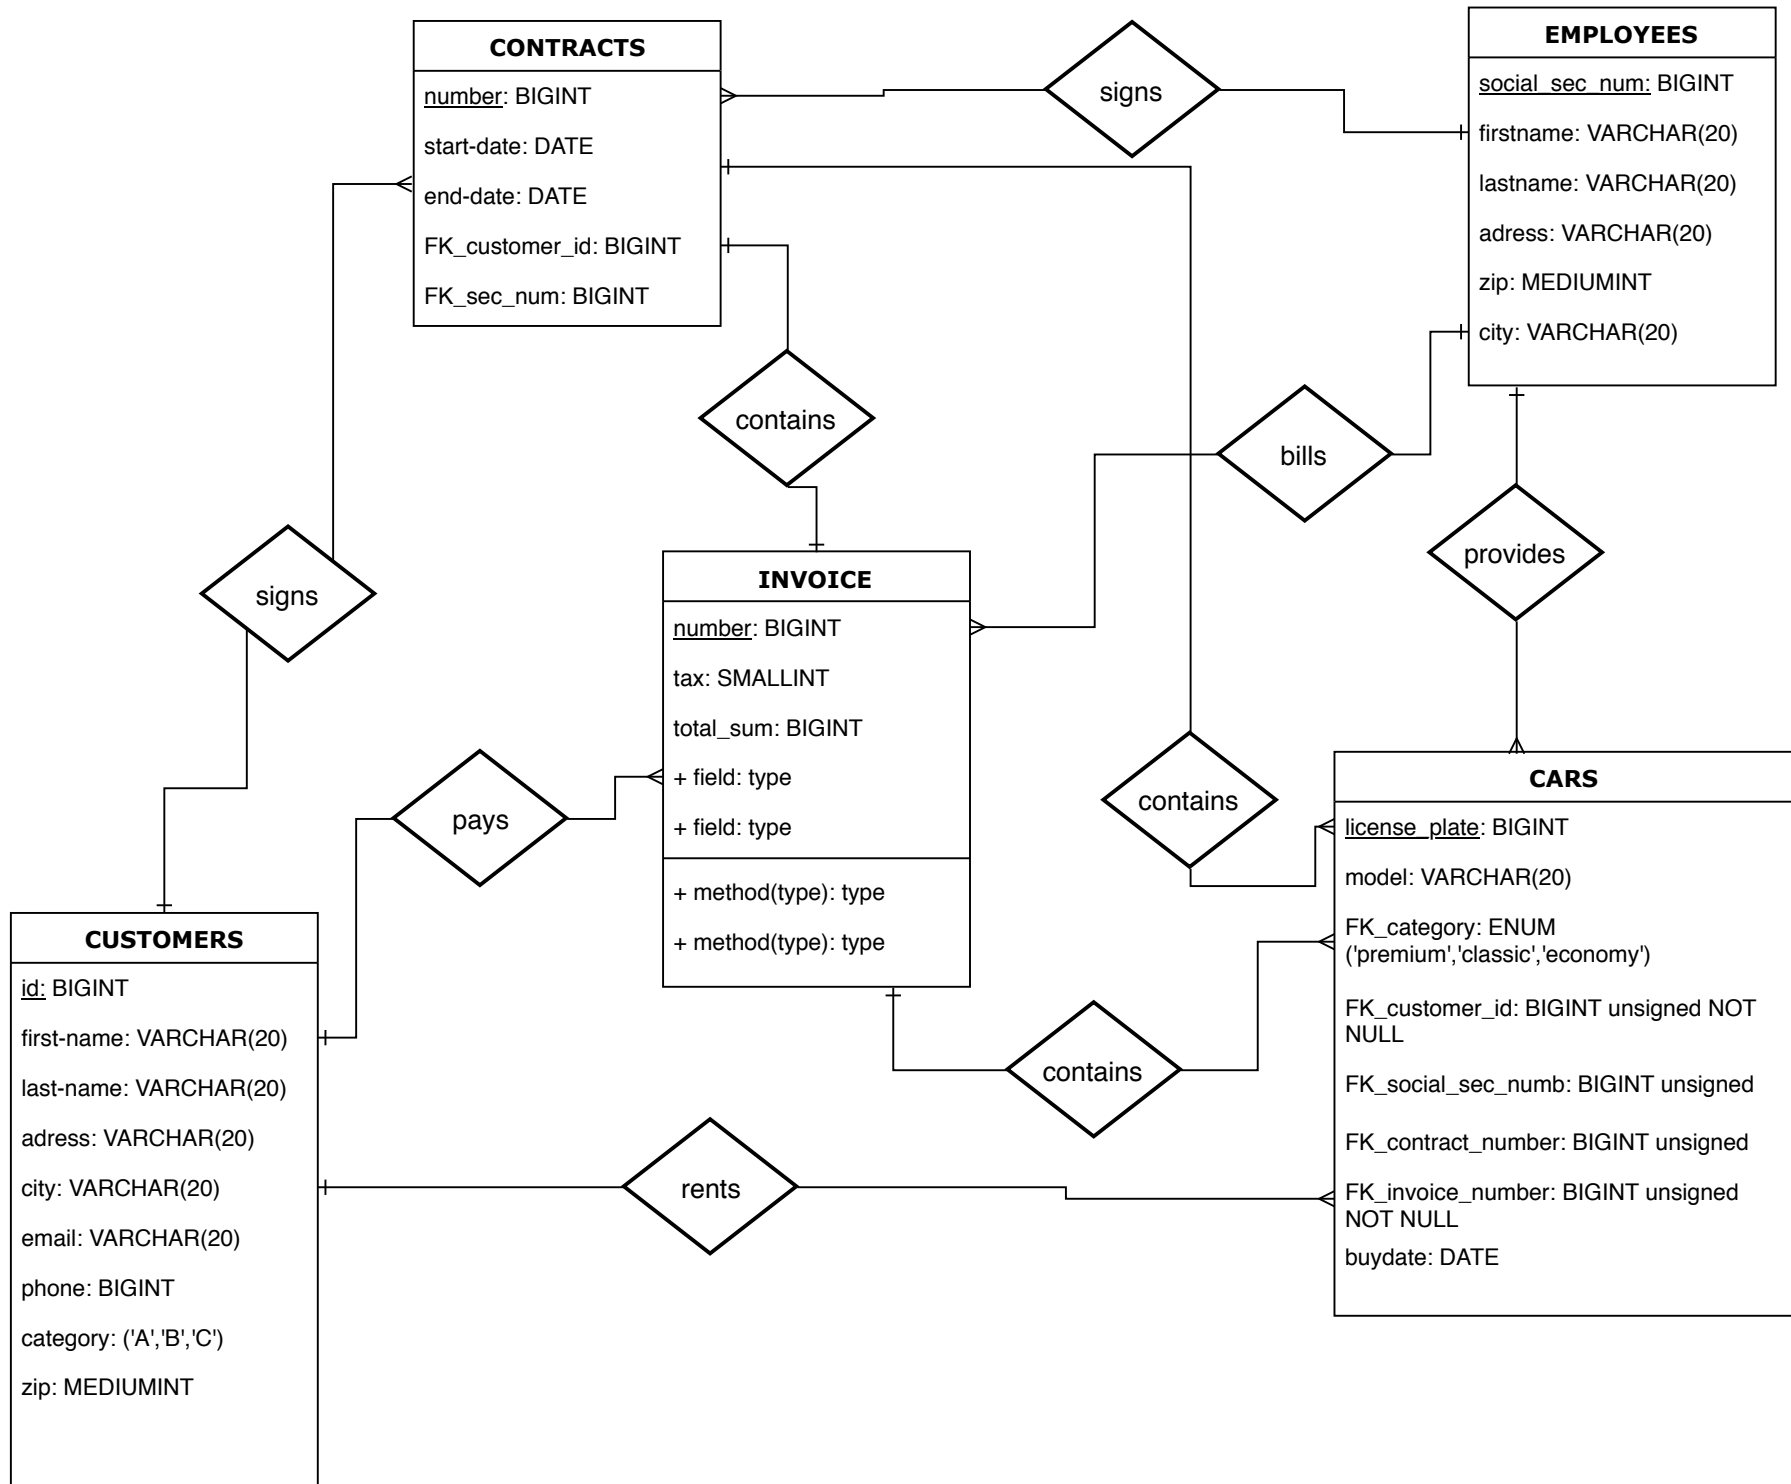 CONTRACTS
number: BIGINT
start-date: DATE
end-date: DATE
FK_customer_id: BIGINT
FK_sec_num: BIGINT
signs
EMPLOYEES
social_sec_num: BIGINT
firstname: VARCHAR(20)
lastname: VARCHAR(20)
adress: VARCHAR(20)
zip: MEDIUMINT
city: VARCHAR(20)
contains
bills
provides
signs
INVOICE
number: BIGINT
tax: SMALLINT
total_sum: BIGINT
+ field: type
+ field: type
+ method(type): type
+ method(type): type
pays
contains
CARS
license_plate: BIGINT
model: VARCHAR(20)
FK_category: ENUM
('premium','classic','economy')
FK_customer_id: BIGINT unsigned NOT
NULL
FK_social_sec_numb: BIGINT unsigned
FK_contract_number: BIGINT unsigned
FK_invoice_number: BIGINT unsigned
NOT NULL
buydate: DATE
CUSTOMERS
id: BIGINT
first-name: VARCHAR(20)
last-name: VARCHAR(20)
adress: VARCHAR(20)
city: VARCHAR(20)
email: VARCHAR(20)
phone: BIGINT
category: ('A','B','C')
zip: MEDIUMINT
contains
rents